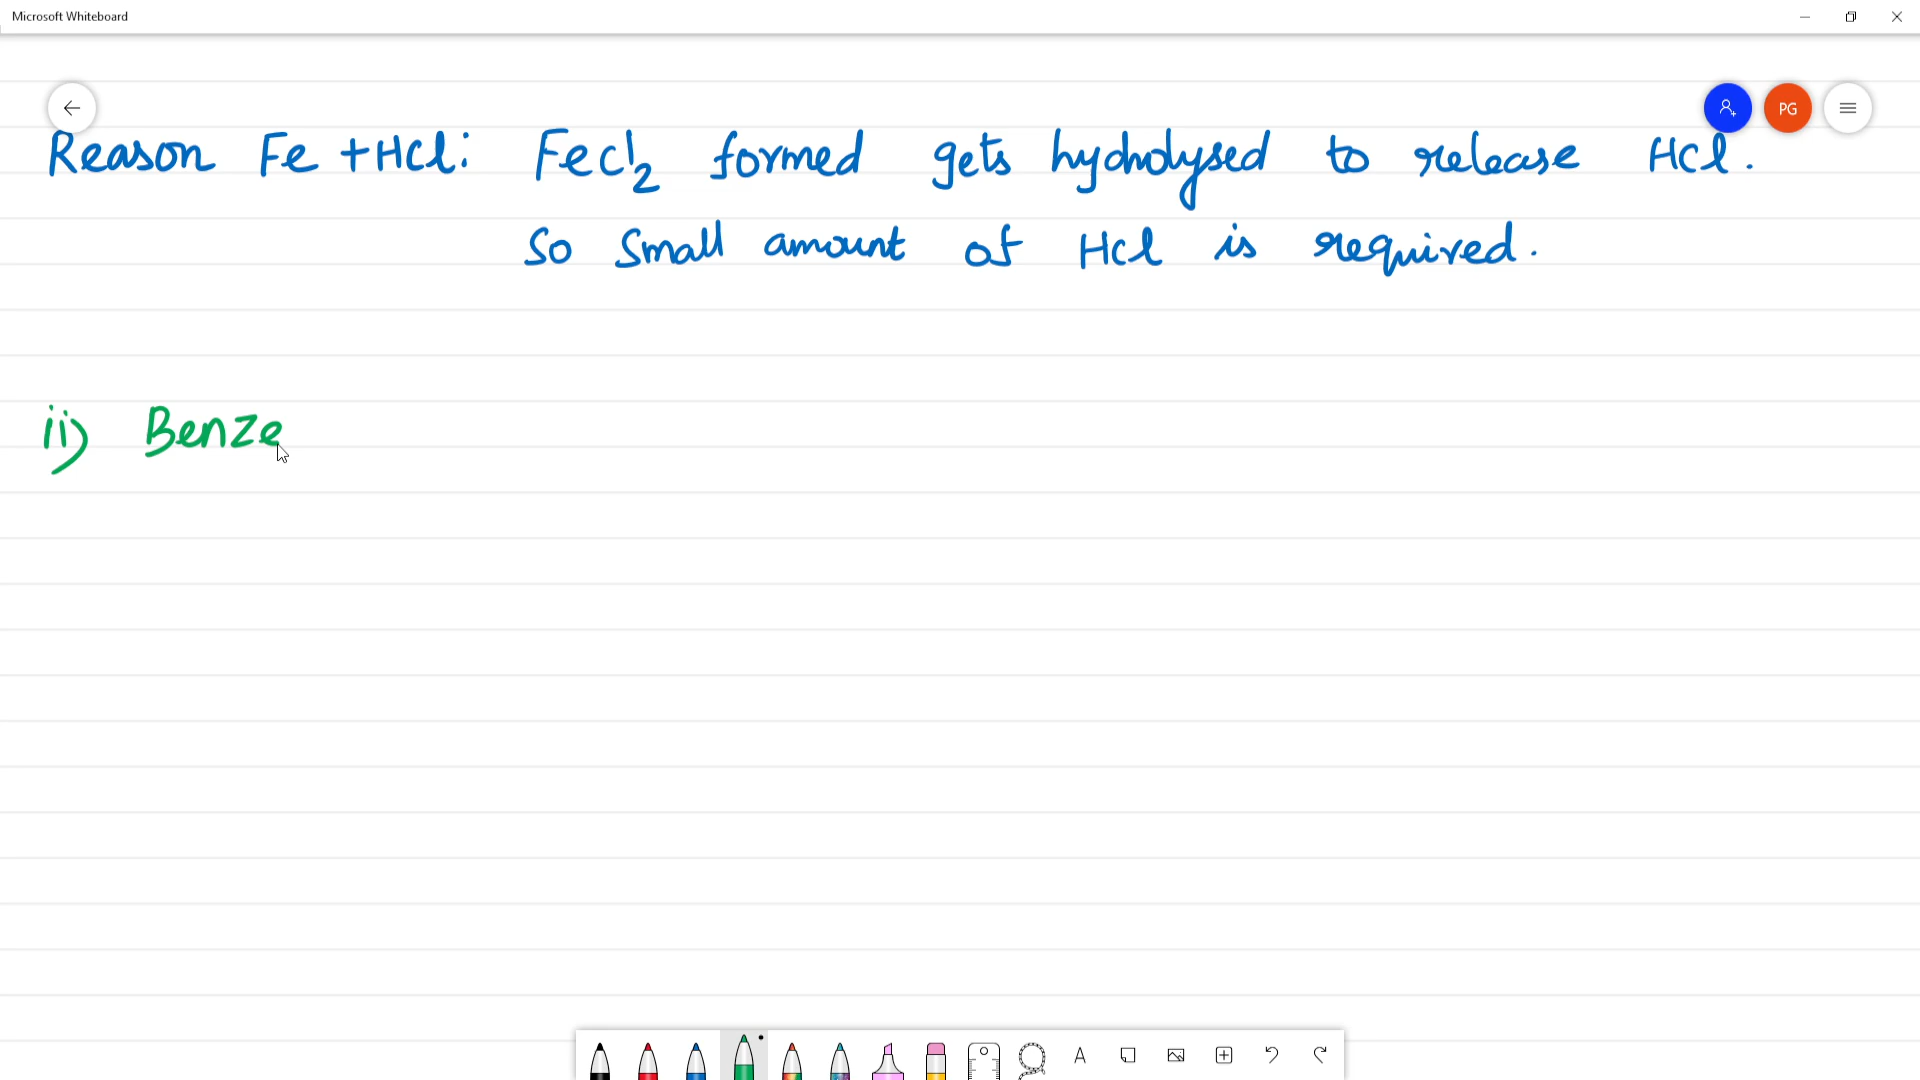 Microsoft Whiteboard
PG
Reason Fe +HCl: FeCl2 formed gets hydrolysed to release HCl.
So Small amount of HCl is required.
ii) Benze
A